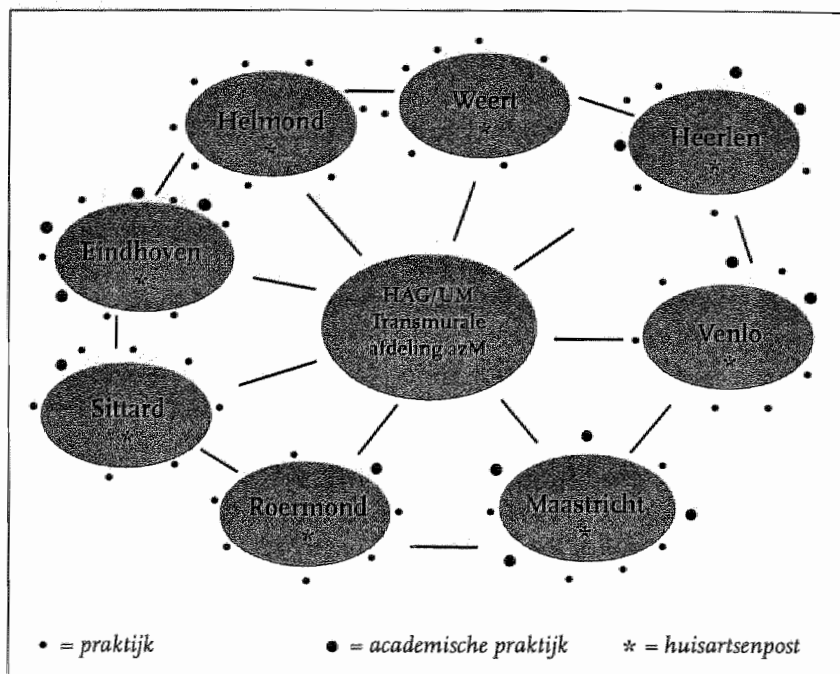 Helmond
*
Weert
*
Heerlen
*
Eindhoven
*
HAG/UM
Transmurale
afdeling azM
Venlo
*
Sittard
**
Roermond
*
Maastricht
*
• = praktijk ● = academische praktijk * = huisartsenpost